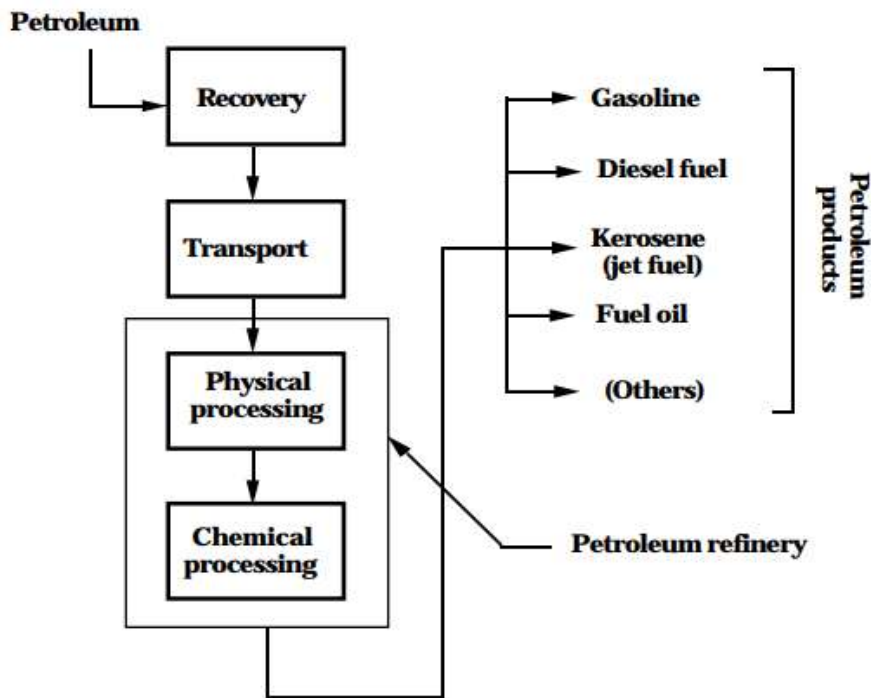 Petroleum
Recovery
Transport
Physical
processing
Chemical
processing
Gasoline
Diesel fuel
Kerosene
(jet fuel)
Fuel oil
(Others)
Petroleum
products
Petroleum refinery